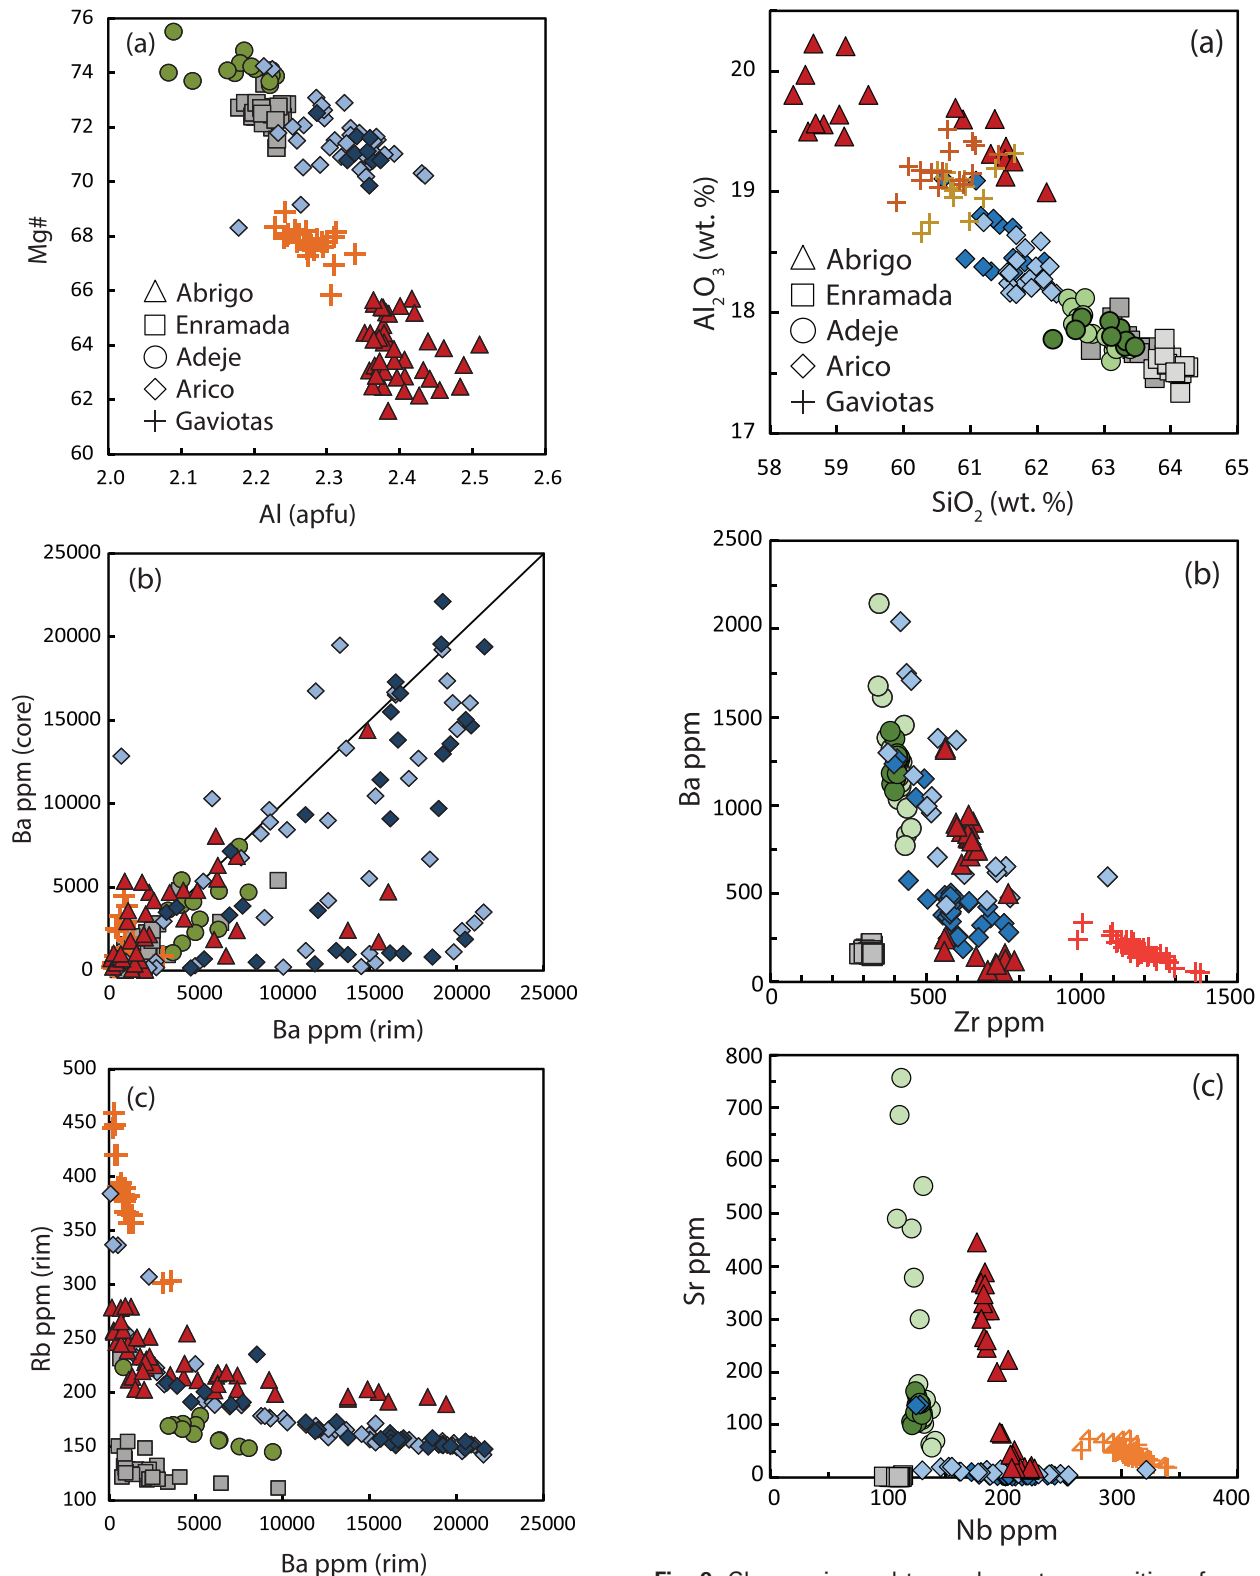 (a)
76
74
72
70
68
66
64
62
60
Mg#
Abrigo
Enramada
Adeje
Arico
Gaviotas
2.0 2.1 2.2 2.3 2.4 2.5 2.6
Al (apfu)
(b)
25000
20000
15000
10000
5000
0
Ba ppm (core)
0 5000 10000 15000 20000 25000
Ba ppm (rim)
(c)
500
450
400
350
300
250
200
150
100
Rb ppm (rim)
0 5000 10000 15000 20000 25000
Ba ppm (rim)
(a)
20
19
18
17
Al2O3 (wt. %)
Abrigo
Enramada
Adeje
Arico
Gaviotas
58 59 60 61 62 63 64 65
SiO2 (wt. %)
(b)
2500
2000
1500
1000
500
0
Ba ppm
0 500 1000 1500
Zr ppm
(c)
800
700
600
500
400
300
200
100
0
Sr ppm
0 100 200 300 400
Nb ppm